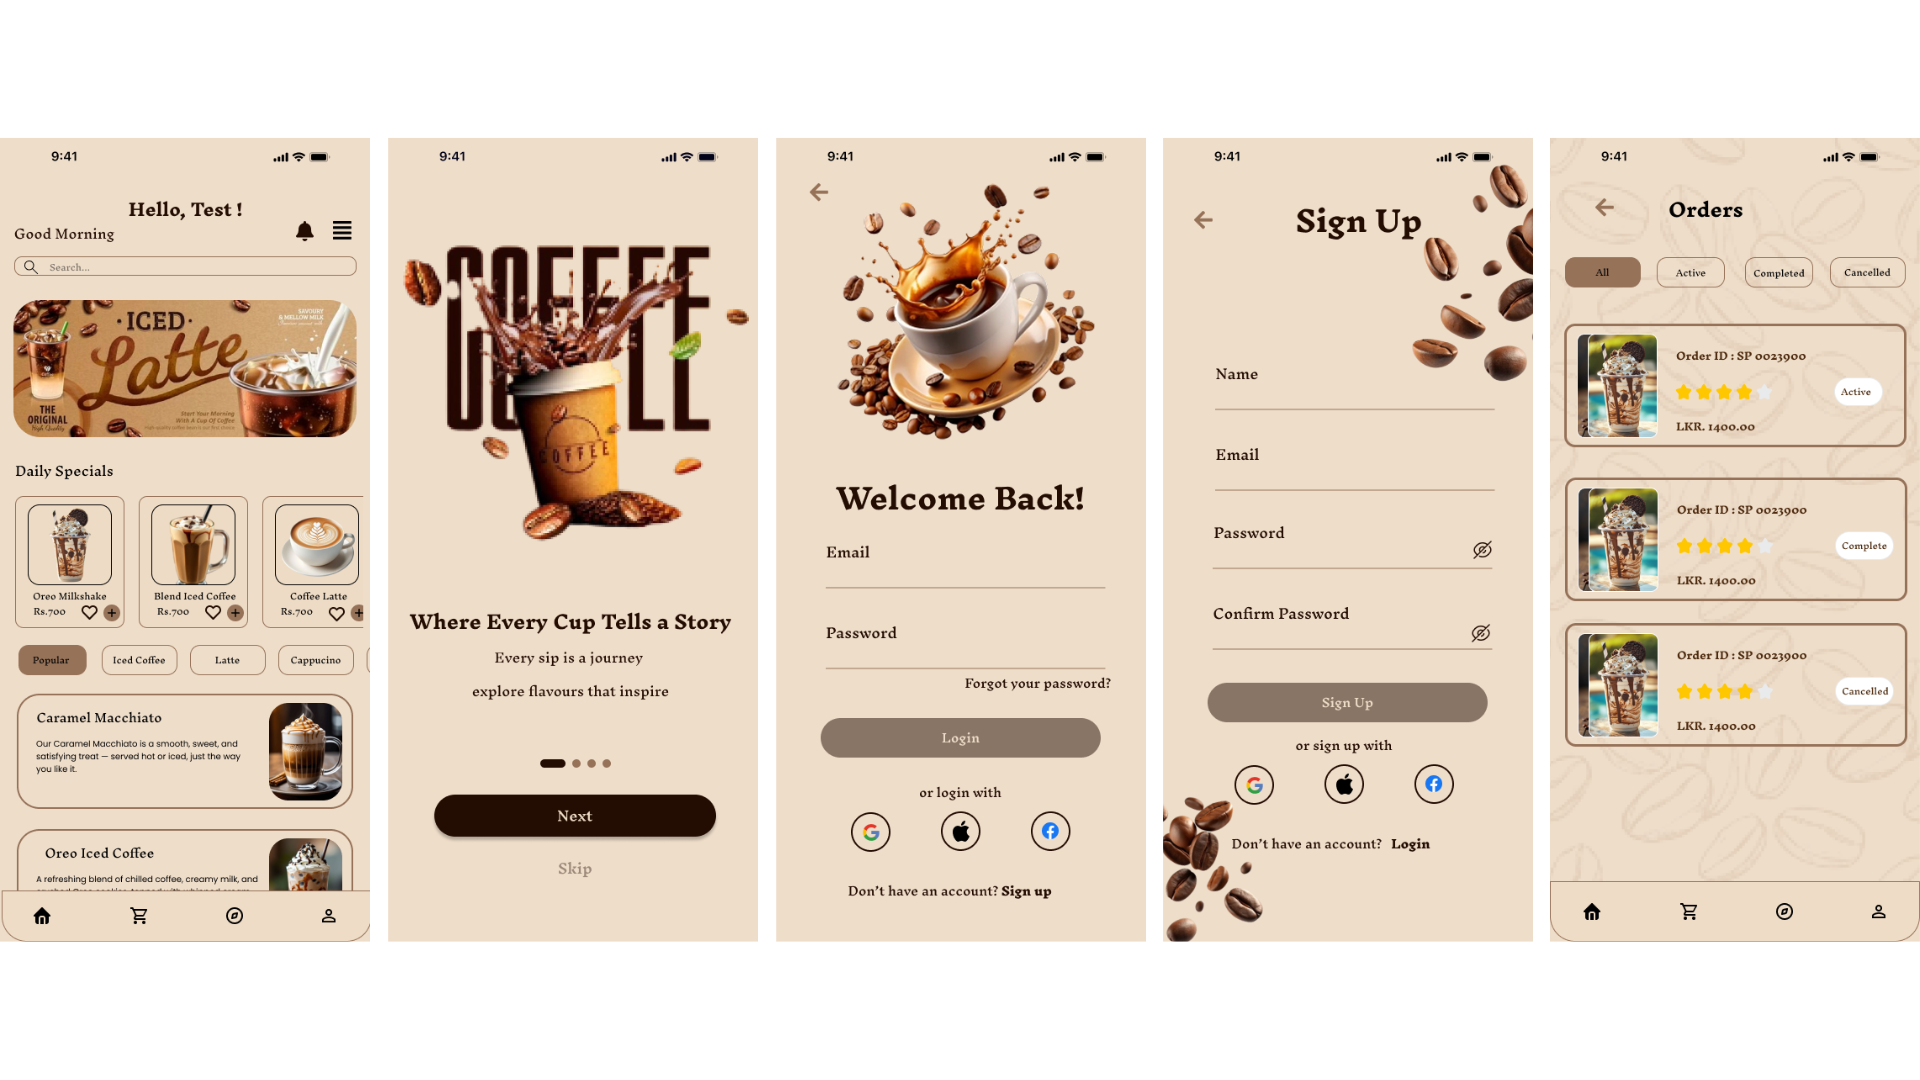 9:41
Hello, Test !
Good Morning
Search...
ICED
Latte
SAVOURY
& MELLOW MILK
THE
ORIGINAL
High Quality
Start Your Morning
With A Cup Of Coffee
Daily Specials
Oreo Milkshake
Rs.700
Blend Iced Coffee
Rs.700
Coffee Latte
Rs.700
Popular
Iced Coffee
Latte
Cappucino
Caramel Macchiato
Our Caramel Macchiato is a smooth, sweet, and
satisfying treat — served hot or iced, just the way
you like it.
Oreo Iced Coffee
A refreshing blend of chilled coffee, creamy milk, and
9:41
COFFEE
COFFEE
Where Every Cup Tells a Story
Every sip is a journey
explore flavours that inspire
Next
Skip
9:41
Welcome Back!
Email
Password
Forgot your password?
Login
or login with
Don't have an account? Sign up
9:41
Sign Up
Name
Email
Password
Confirm Password
Sign Up
or sign up with
Don't have an account? Login
9:41
Orders
All
Active
Completed
Cancelled
Order ID : SP 0023900
Active
LKR. 1400.00
Order ID : SP 0023900
Complete
LKR. 1400.00
Order ID : SP 0023900
Cancelled
LKR. 1400.00